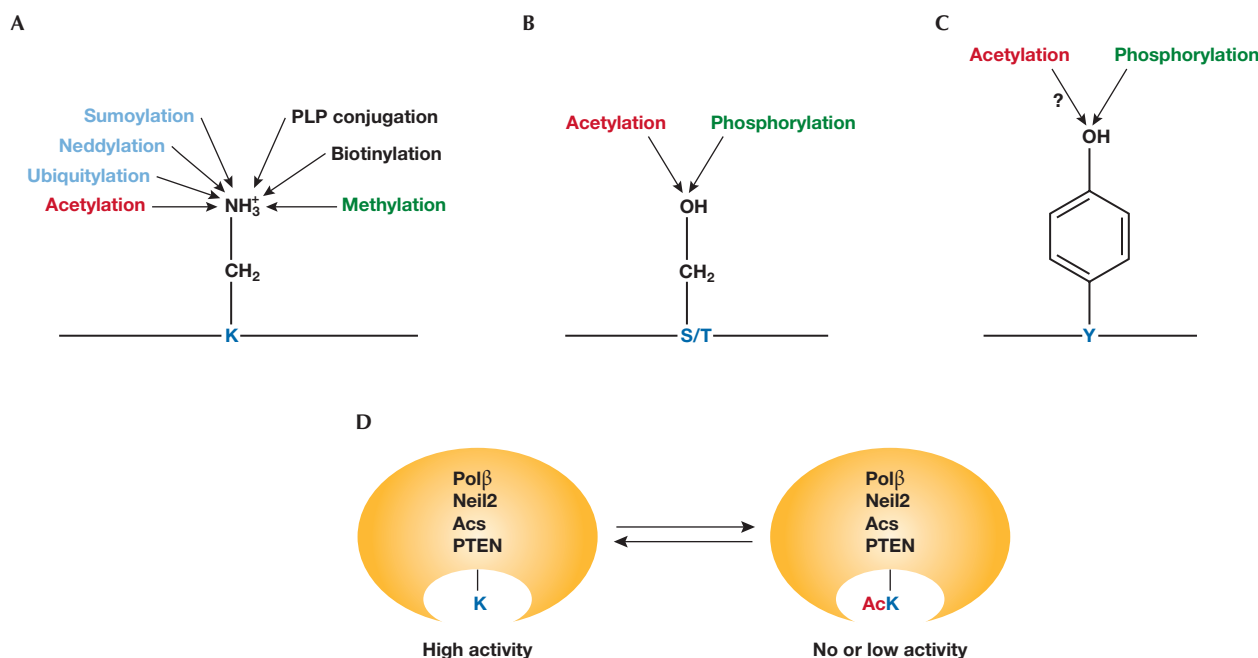 A
Sumoylation
Neddylation
Ubiquitylation
Acetylation
PLP conjugation
Biotinylation
Methylation
NH₃⁺
CH₂
K
B
Acetylation
Phosphorylation
OH
CH₂
S/T
C
Acetylation
Phosphorylation
?
OH
Y
D
Polβ
Neil2
Acs
PTEN
K
High activity
Polβ
Neil2
Acs
PTEN
AcK
No or low activity